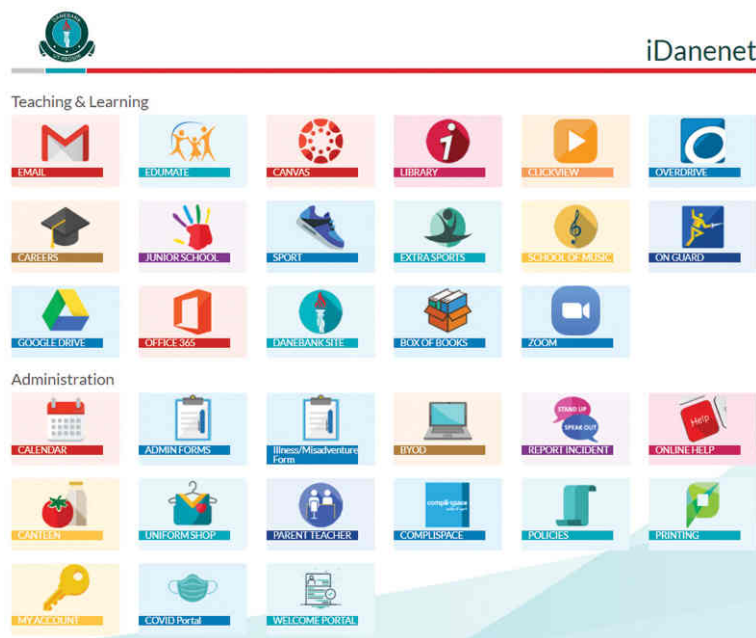 DANEBANK
iDanenet
Teaching & Learning
EMAIL
EDUMATE
CANVAS
LIBRARY
CLICKVIEW
OVERDRIVE
CAREERS
JUNIOR SCHOOL
SPORT
EXTRA SPORTS
SCHOOL OF MUSIC
ON GUARD
GOOGLE DRIVE
OFFICE 365
DANEBANK SITE
BOX OF BOOKS
ZOOM
Administration
STAND UP
SPEAK OUT
Help
CALENDAR
ADMIN FORMS
Illness/Misadventure
Form
BYOD
REPORT INCIDENT
ONLINE HELP
CANTEEN
UNIFORM SHOP
PARENT TEACHER
COMPLISPACE
POLICIES
PRINTING
MY ACCOUNT
COVID Portal
WELCOME PORTAL